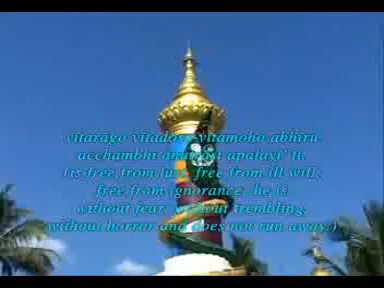 vītarāgo vītadoso vītamoho abhīru
acchambhī anutrāsī apalāyī'ti.
(is free from lust, free from ill will,
free from ignorance, he is
without fear, without trembling,
without horror and does not run away.)